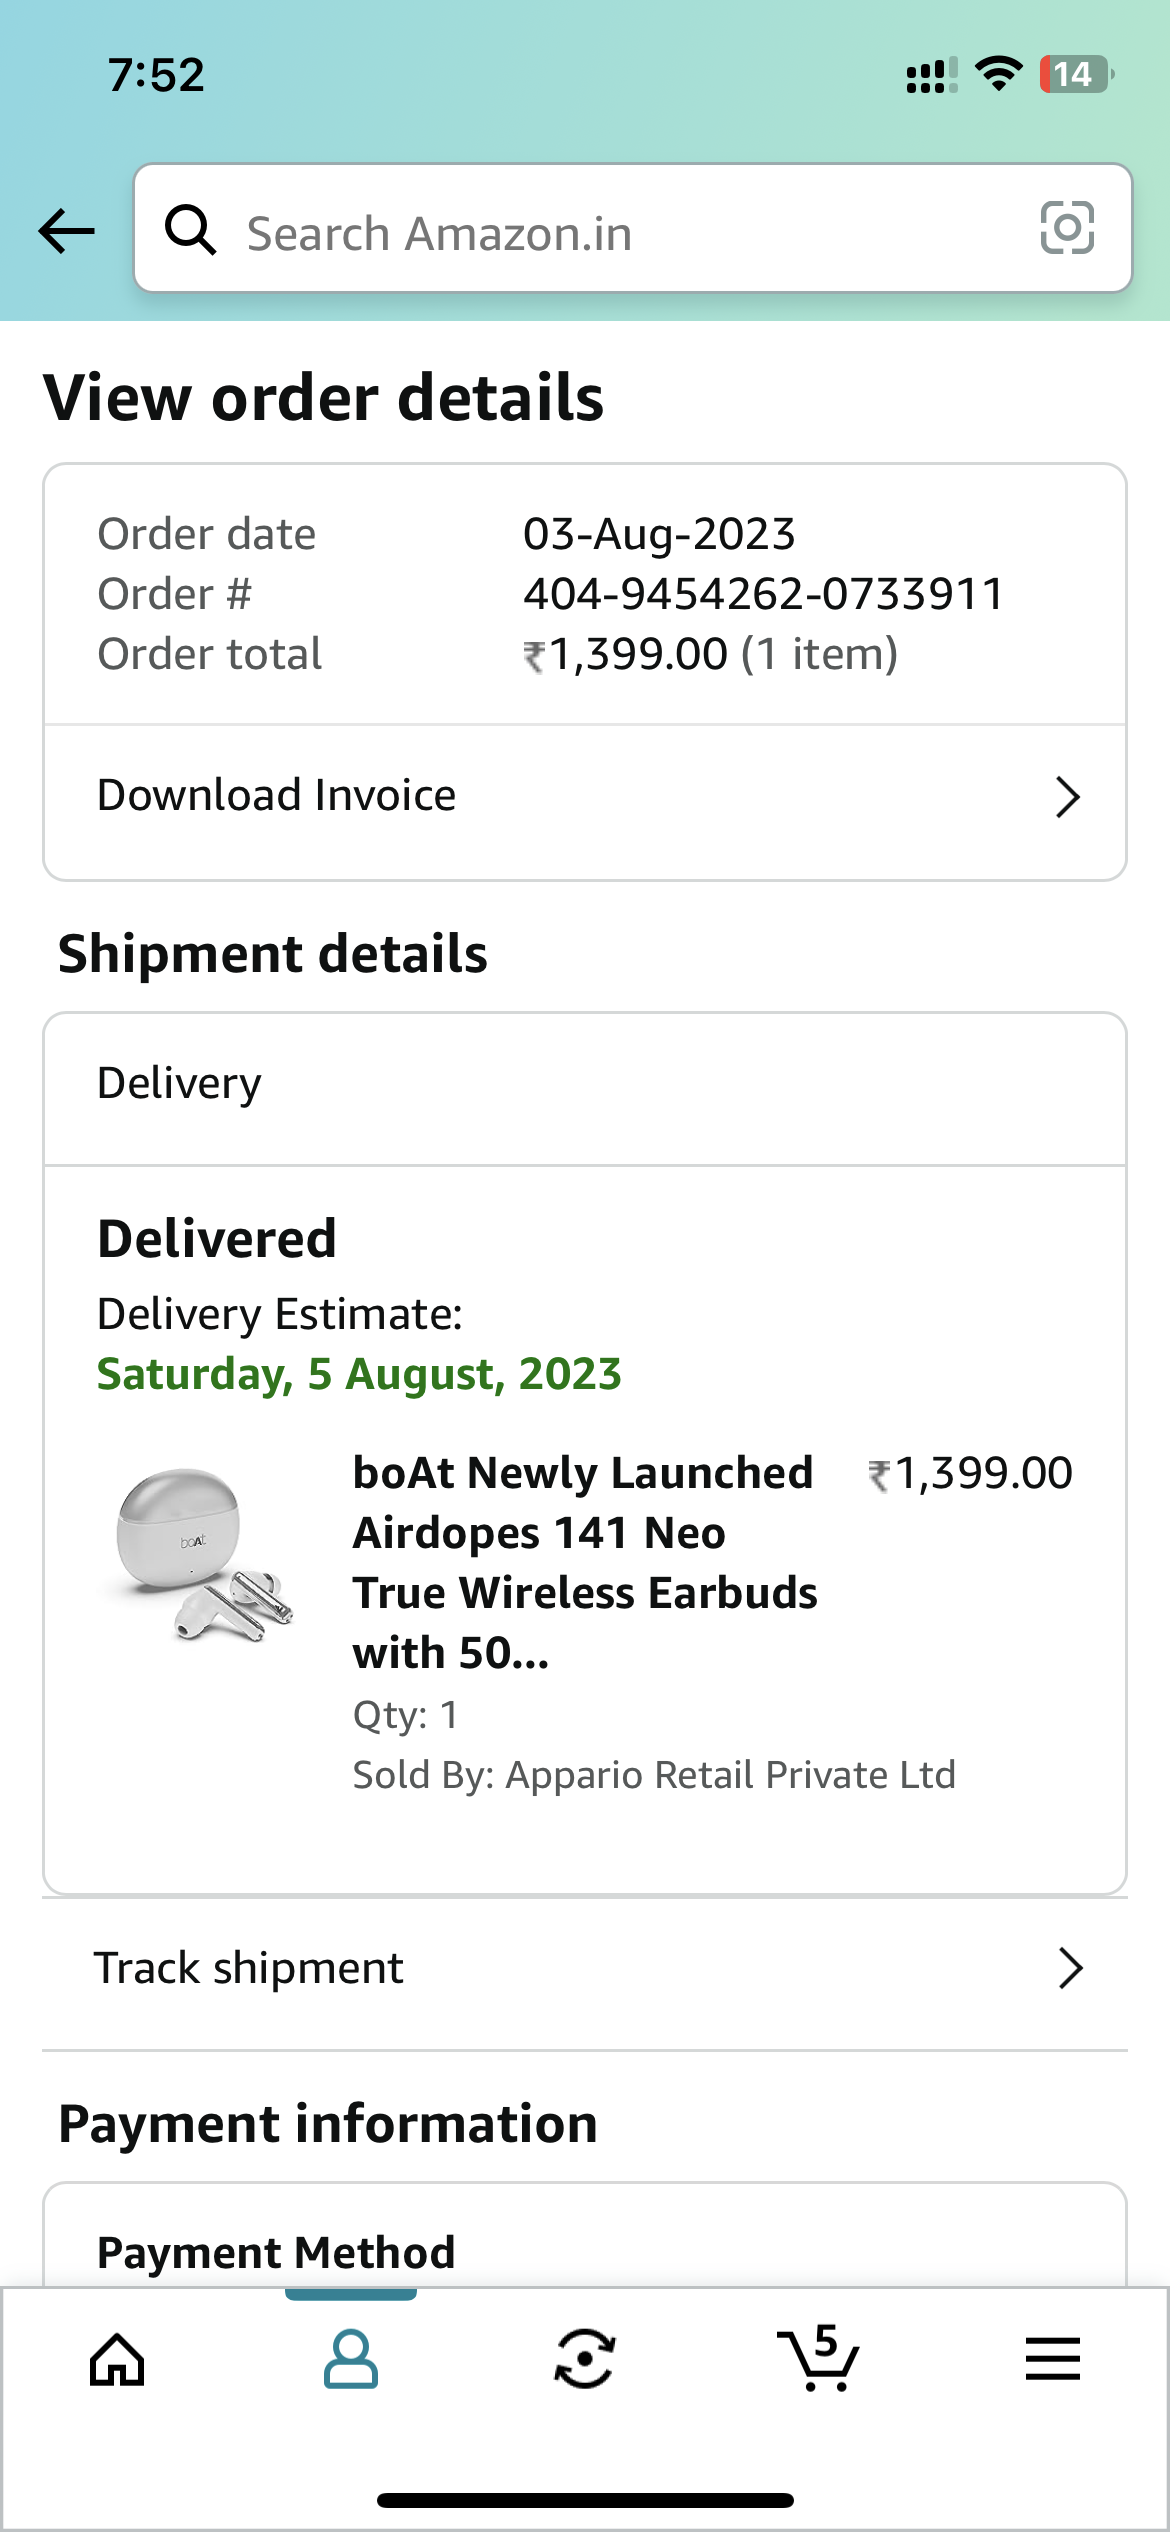 7:52
14
Search Amazon.in
View order details
Order date 03-Aug-2023
Order # 404-9454262-0733911
Order total ₹1,399.00 (1 item)
Download Invoice
Shipment details
Delivery
Delivered
Delivery Estimate:
Saturday, 5 August, 2023
boAt
boAt Newly Launched ₹1,399.00
Airdopes 141 Neo
True Wireless Earbuds
with 50...
Qty: 1
Sold By: Appario Retail Private Ltd
Track shipment
Payment information
Payment Method
5